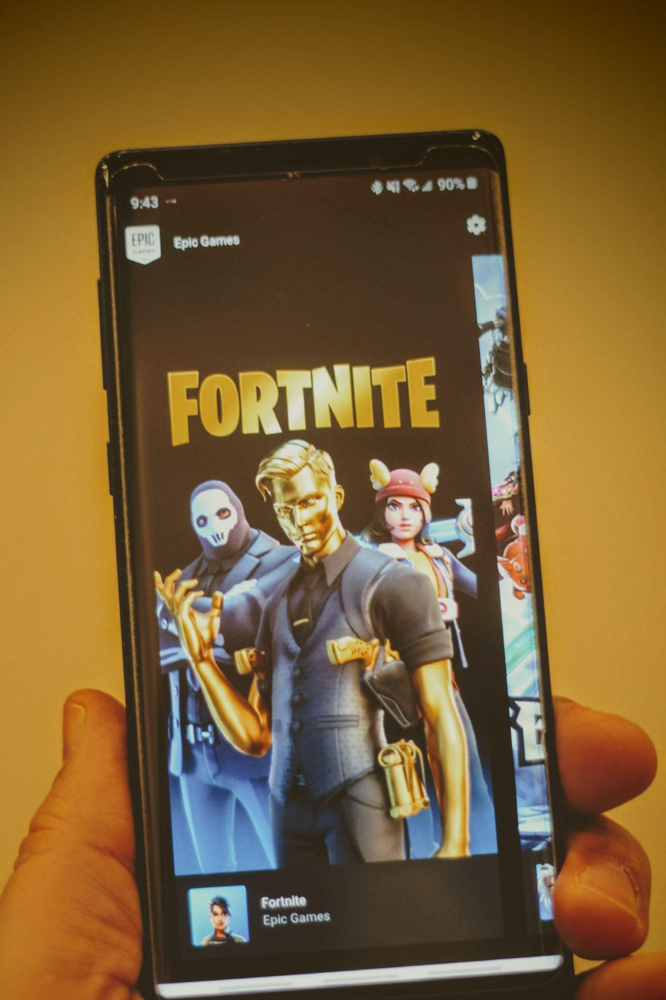 9:43
90%
EPIC
GAMES
Epic Games
FORTNITE
Fortnite
Epic Games